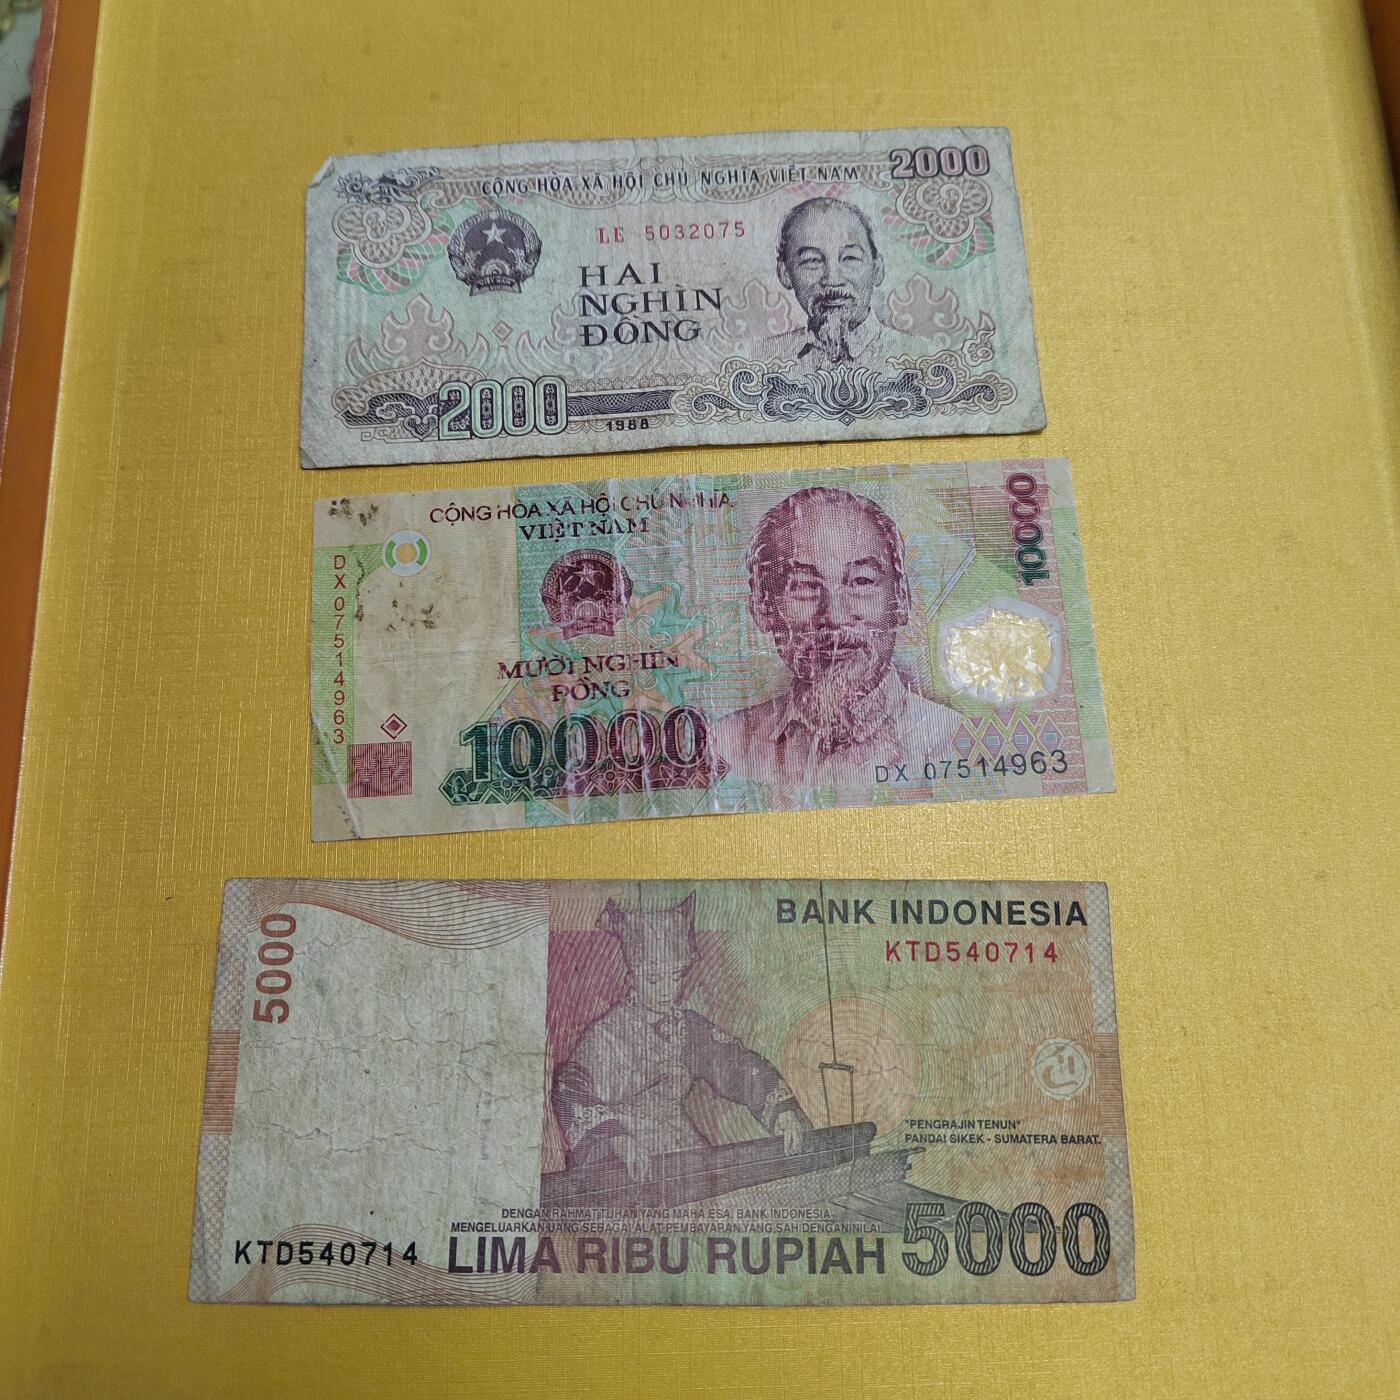 CỘNG HÒA XÃ HỘI CHỦ NGHĨA VIỆT NAM
2000
LE 5032075
HAI
NGHÌN
ĐỒNG
2000
1988
CỘNG HÒA XÃ HỘI CHỦ NGHĨA
VIỆT NAM
10000
DX 07514963
MƯỜI NGHÌN
ĐỒNG
10000
DX 07514963
5000
BANK INDONESIA
KTD540714
"PENGRAJIN TENUN"
PANDAI SIKEK - SUMATERA BARAT.
DENGAN RAHMAT TUHAN YANG MAHA ESA, BANK INDONESIA
MENGELUARKAN UANG SEBAGAI ALAT PEMBAYARAN YANG SAH DENGAN NILAI
KTD540714
LIMA RIBU RUPIAH 5000